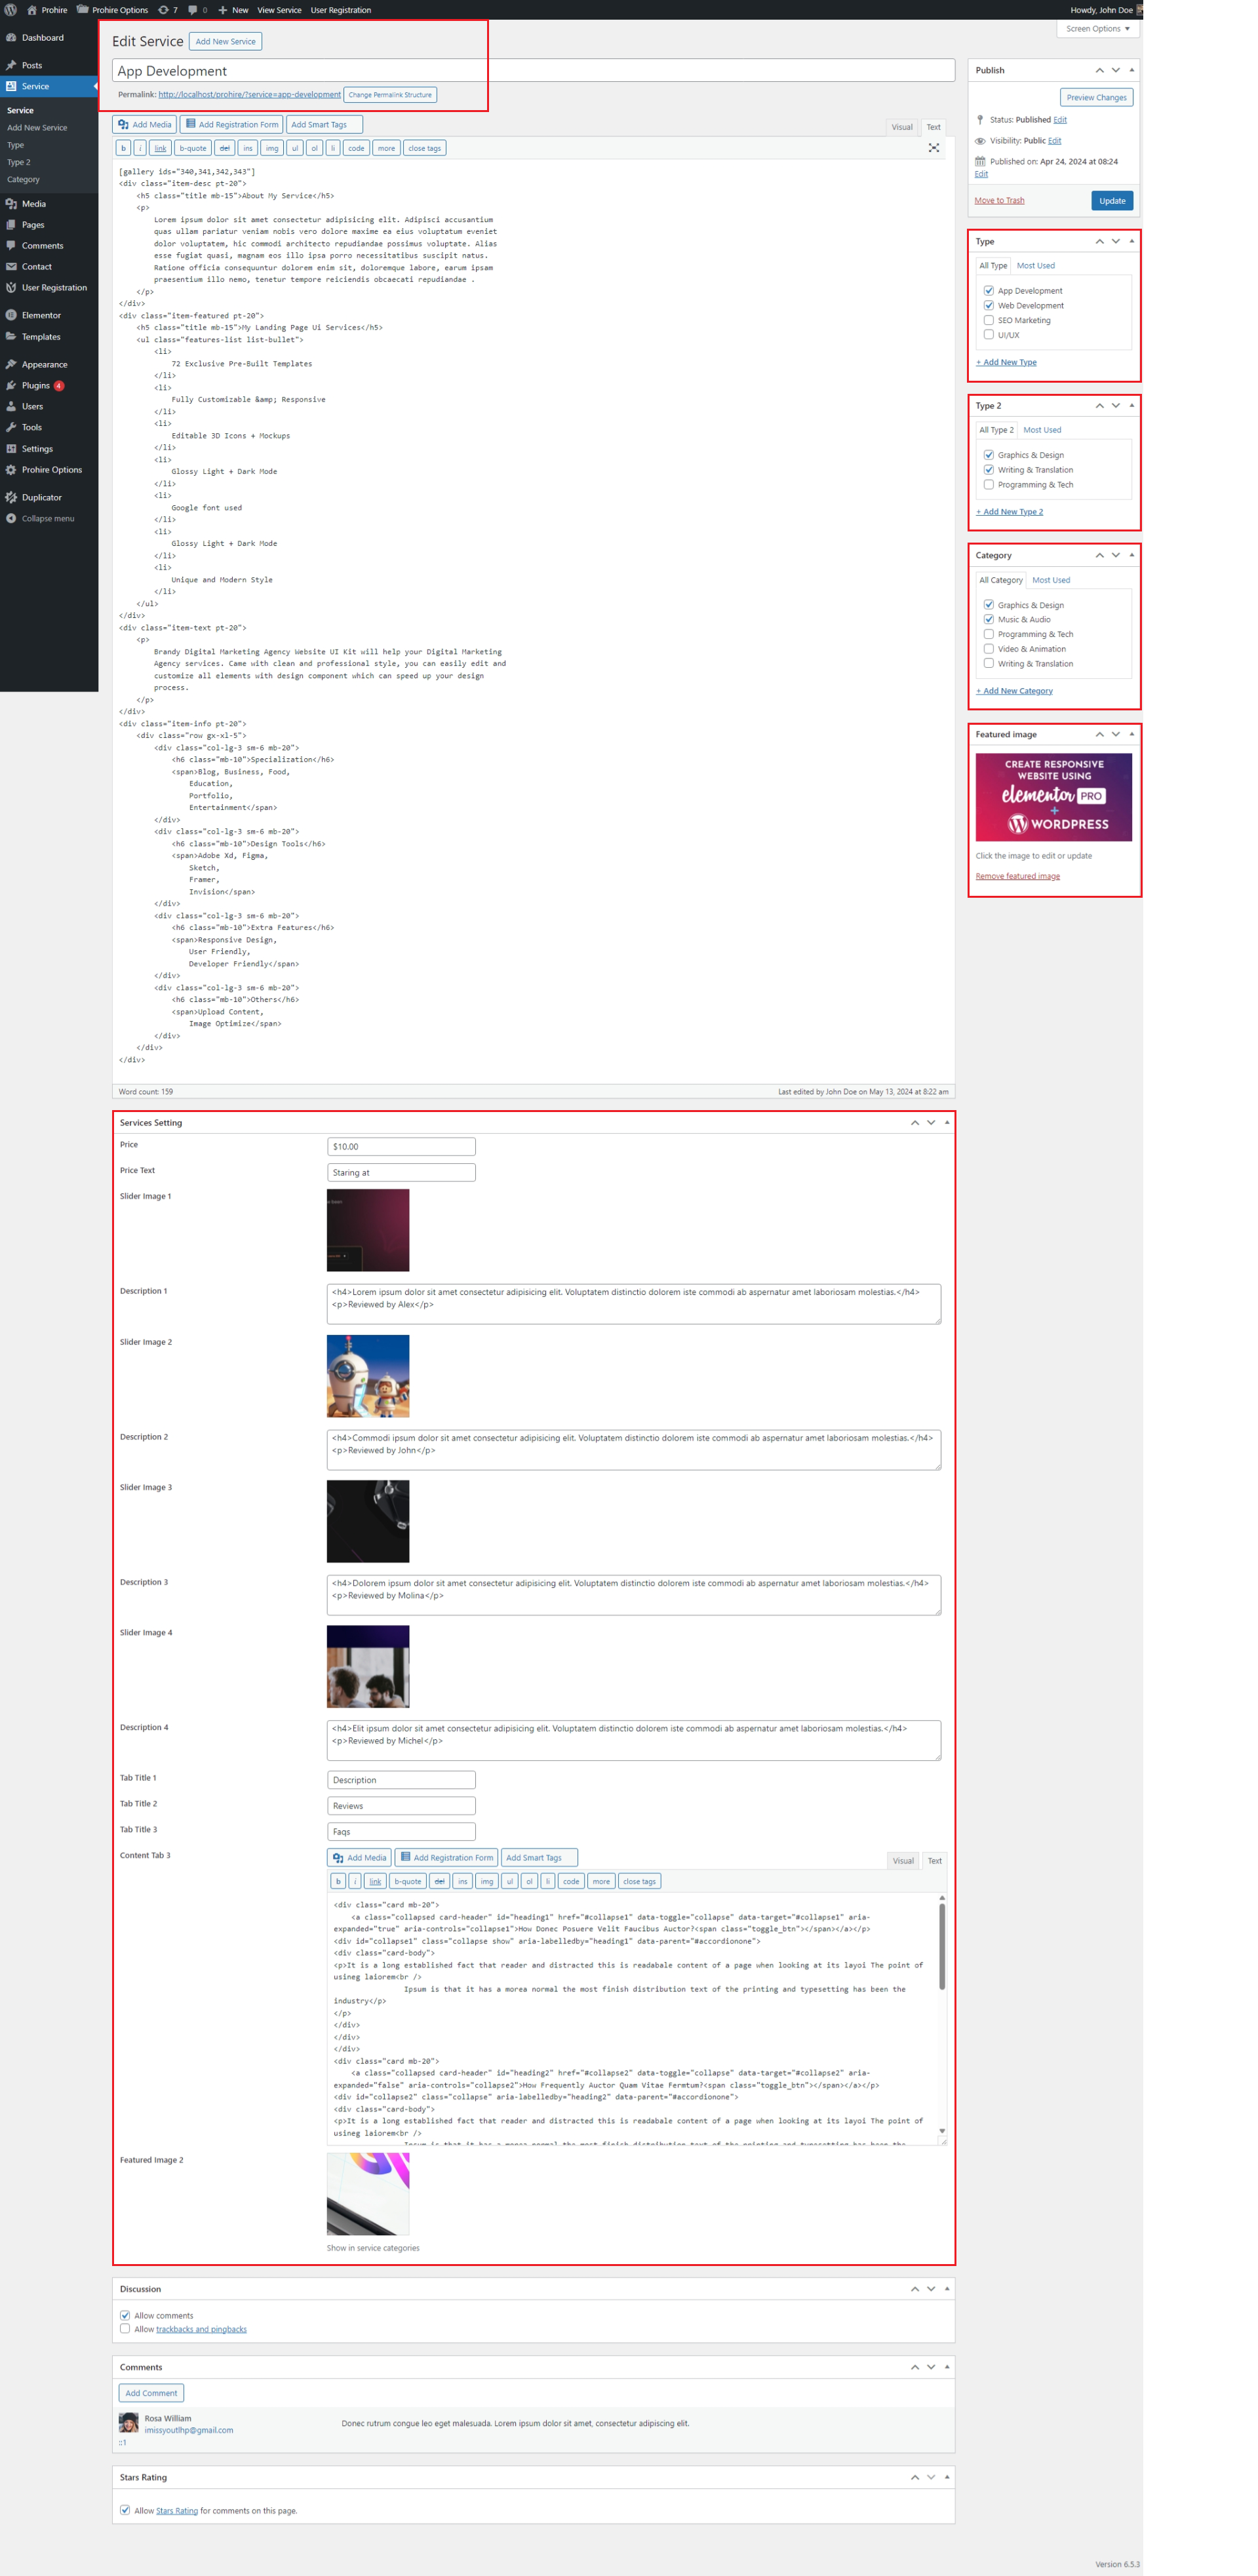 Prohire Prohire Options 7 0 New View Service User Registration Howdy, John Doe
Screen Options
Dashboard
Posts
Service
Service
Add New Service
Type
Type 2
Category
Media
Pages
Comments
Contact
User Registration
Elementor
Templates
Appearance
Plugins 4
Users
Tools
Settings
Prohire Options
Duplicator
Collapse menu
Edit Service Add New Service
App Development
Permalink: http://localhost/prohire/?service=app-development Change Permalink Structure
Add Media Add Registration Form Add Smart Tags
Visual Text
b i link b-quote del ins img ul ol li code more close tags
[gallery ids="340,341,342,343"]
<div class="item-desc pt-20">
<h5 class="title mb-15">About My Service</h5>
<p>
Lorem ipsum dolor sit amet consectetur adipisicing elit. Adipisci accusantium
quas ullam pariatur veniam nobis vero dolore maxime ea eius voluptatum eveniet
dolor voluptatem, hic commodi architecto repudiandae possimus voluptate. Alias
esse fugiat quasi, magnam eos illo ipsa porro necessitatibus suscipit natus.
Ratione officia consequuntur dolorem enim sit, doloremque labore, earum ipsam
praesentium illo nemo, tenetur tempore reiciendis obcaecati repudiandae .
</p>
</div>
<div class="item-featured pt-20">
<h5 class="title mb-15">My Landing Page Ui Services</h5>
<ul class="features-list list-bullet">
<li>
72 Exclusive Pre-Built Templates
</li>
<li>
Fully Customizable &amp; Responsive
</li>
<li>
Editable 3D Icons + Mockups
</li>
<li>
Glossy Light + Dark Mode
</li>
<li>
Google font used
</li>
<li>
Glossy Light + Dark Mode
</li>
<li>
Unique and Modern Style
</li>
</ul>
</div>
<div class="item-text pt-20">
<p>
Brandy Digital Marketing Agency Website UI Kit will help your Digital Marketing
Agency services. Came with clean and professional style, you can easily edit and
customize all elements with design component which can speed up your design
process.
</p>
</div>
<div class="item-info pt-20">
<div class="row gx-xl-5">
<div class="col-lg-3 sm-6 mb-20">
<h6 class="mb-10">Specialization</h6>
<span>Blog, Business, Food,
Education,
Portfolio,
Entertainment</span>
</div>
<div class="col-lg-3 sm-6 mb-20">
<h6 class="mb-10">Design Tools</h6>
<span>Adobe Xd, Figma,
Sketch,
Framer,
Invision</span>
</div>
<div class="col-lg-3 sm-6 mb-20">
<h6 class="mb-10">Extra Features</h6>
<span>Responsive Design,
User Friendly,
Developer Friendly</span>
</div>
<div class="col-lg-3 sm-6 mb-20">
<h6 class="mb-10">Others</h6>
<span>Upload Content,
Image Optimize</span>
</div>
</div>
</div>
Word count: 159 Last edited by John Doe on May 13, 2024 at 8:22 am
Publish
Preview Changes
Status: Published Edit
Visibility: Public Edit
Published on: Apr 24, 2024 at 08:24
Edit
Move to Trash Update
Type
All Type Most Used
App Development
Web Development
SEO Marketing
UI/UX
+ Add New Type
Type 2
All Type 2 Most Used
Graphics & Design
Writing & Translation
Programming & Tech
+ Add New Type 2
Category
All Category Most Used
Graphics & Design
Music & Audio
Programming & Tech
Video & Animation
Writing & Translation
+ Add New Category
Featured image
CREATE RESPONSIVE
WEBSITE USING
elementor PRO
+
WORDPRESS
Click the image to edit or update
Remove featured image
Services Setting
Price $10.00
Price Text Staring at
Slider Image 1
Description 1 <h4>Lorem ipsum dolor sit amet consectetur adipisicing elit. Voluptatem distinctio dolorem iste commodi ab aspernatur amet laboriosam molestias.</h4>
<p>Reviewed by Alex</p>
Slider Image 2
Description 2 <h4>Commodi ipsum dolor sit amet consectetur adipisicing elit. Voluptatem distinctio dolorem iste commodi ab aspernatur amet laboriosam molestias.</h4>
<p>Reviewed by John</p>
Slider Image 3
Description 3 <h4>Dolorem ipsum dolor sit amet consectetur adipisicing elit. Voluptatem distinctio dolorem iste commodi ab aspernatur amet laboriosam molestias.</h4>
<p>Reviewed by Molina</p>
Slider Image 4
Description 4 <h4>Elit ipsum dolor sit amet consectetur adipisicing elit. Voluptatem distinctio dolorem iste commodi ab aspernatur amet laboriosam molestias.</h4>
<p>Reviewed by Michel</p>
Tab Title 1 Description
Tab Title 2 Reviews
Tab Title 3 Faqs
Content Tab 3 Add Media Add Registration Form Add Smart Tags Visual Text
b i link b-quote del ins img ul ol li code more close tags
<div class="card mb-20">
<a class="collapsed card-header" id="heading1" href="#collapse1" data-toggle="collapse" data-target="#collapse1" aria-
expanded="true" aria-controls="collapse1">How Donec Posuere Velit Faucibus Auctor?<span class="toggle_btn"></span></a></p>
<div id="collapse1" class="collapse show" aria-labelledby="heading1" data-parent="#accordionone">
<div class="card-body">
<p>It is a long established fact that reader and distracted this is readabale content of a page when looking at its layoi The point of
usineg laiorem<br />
Ipsum is that it has a morea normal the most finish distribution text of the printing and typesetting has been the
industry</p>
</p>
</div>
</div>
</div>
<div class="card mb-20">
<a class="collapsed card-header" id="heading2" href="#collapse2" data-toggle="collapse" data-target="#collapse2" aria-
expanded="false" aria-controls="collapse2">How Frequently Auctor Quam Vitae Fermtum?<span class="toggle_btn"></span></a></p>
<div id="collapse2" class="collapse" aria-labelledby="heading2" data-parent="#accordionone">
<div class="card-body">
<p>It is a long established fact that reader and distracted this is readabale content of a page when looking at its layoi The point of
usineg laiorem<br />
Ipsum is that it has a morea normal the most finish distribution text of the printing and typesetting has been the
Featured Image 2
Show in service categories
Discussion
Allow comments
Allow trackbacks and pingbacks
Comments
Add Comment
Rosa William
imissyoutlhp@gmail.com
::1
Donec rutrum congue leo eget malesuada. Lorem ipsum dolor sit amet, consectetur adipiscing elit.
Stars Rating
Allow Stars Rating for comments on this page.
Version 6.5.3